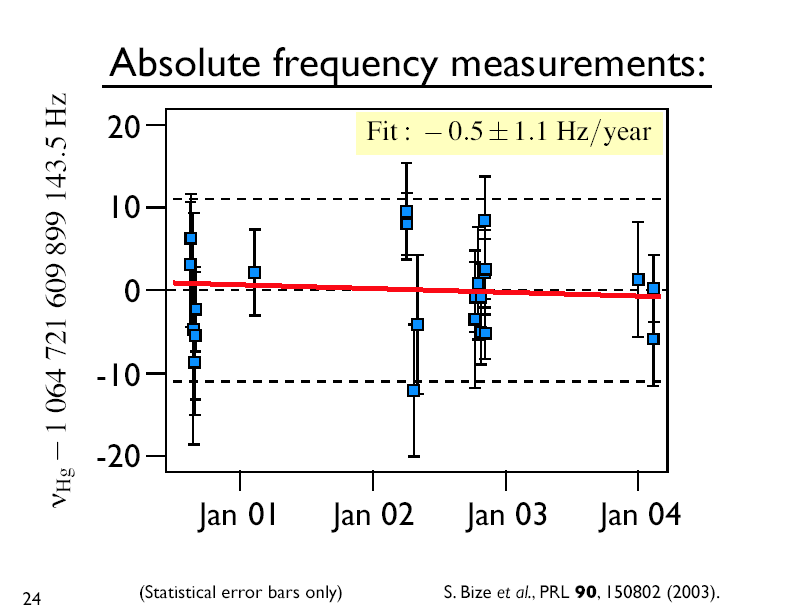 Absolute frequency measurements:
νHg − 1 064 721 609 899 143.5 Hz
Fit : − 0.5 ± 1.1 Hz/year
20
10
0
-10
-20
Jan 01 Jan 02 Jan 03 Jan 04
24 (Statistical error bars only) S. Bize et al., PRL 90, 150802 (2003).